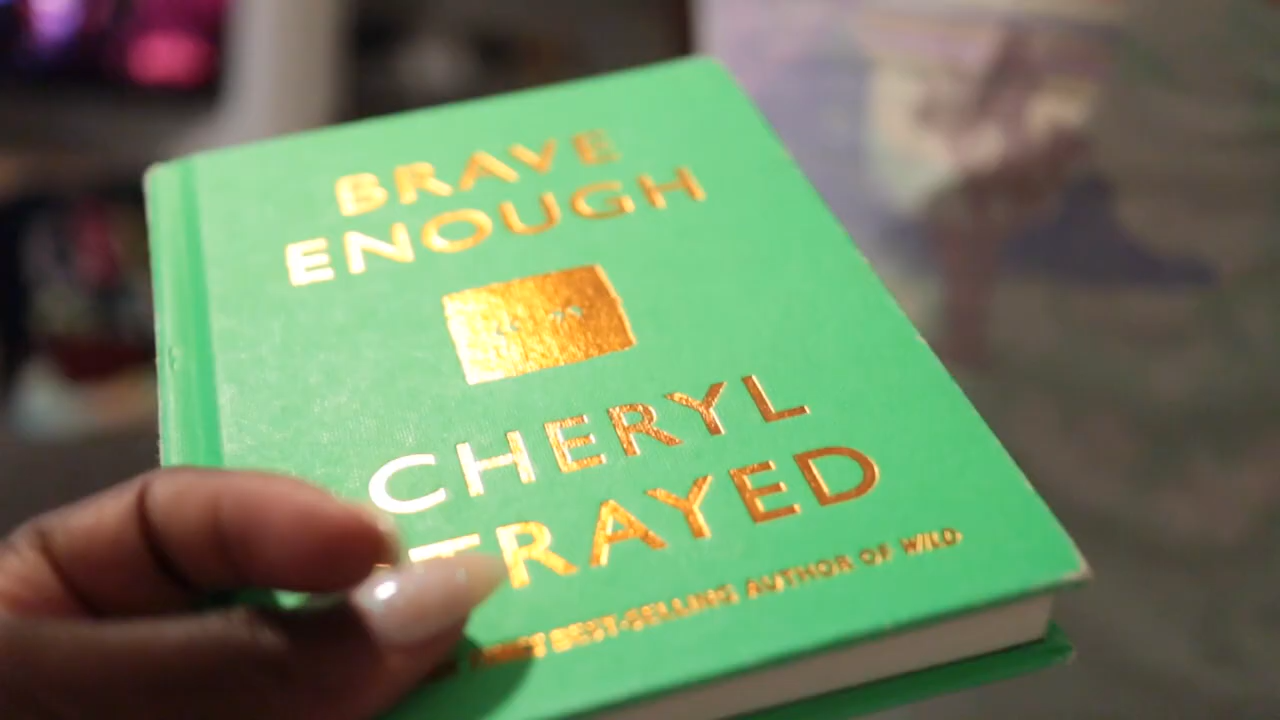 BRAVE
ENOUGH
CHERYL
TRAYED
BEST-SELLING AUTHOR OF WILD